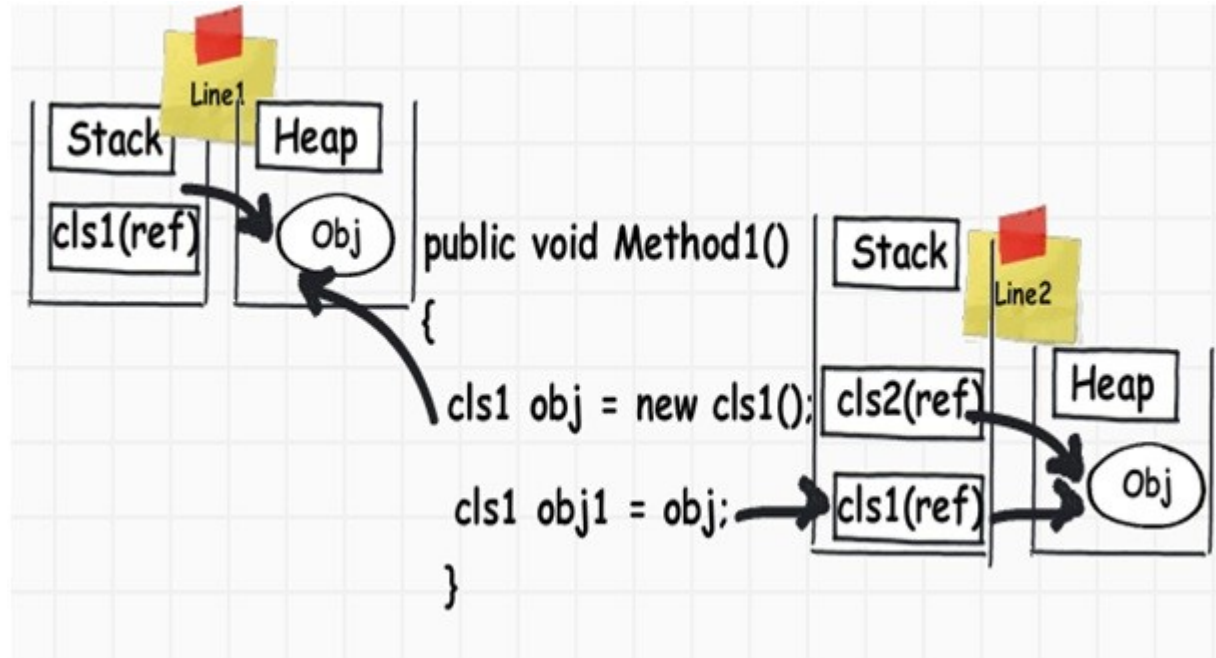 Line1
Stack
Heap
cls1(ref)
Obj
public void Method1()
{
cls1 obj = new cls1();
cls1 obj1 = obj;
}
Stack
Line2
cls2(ref)
Heap
cls1(ref)
Obj